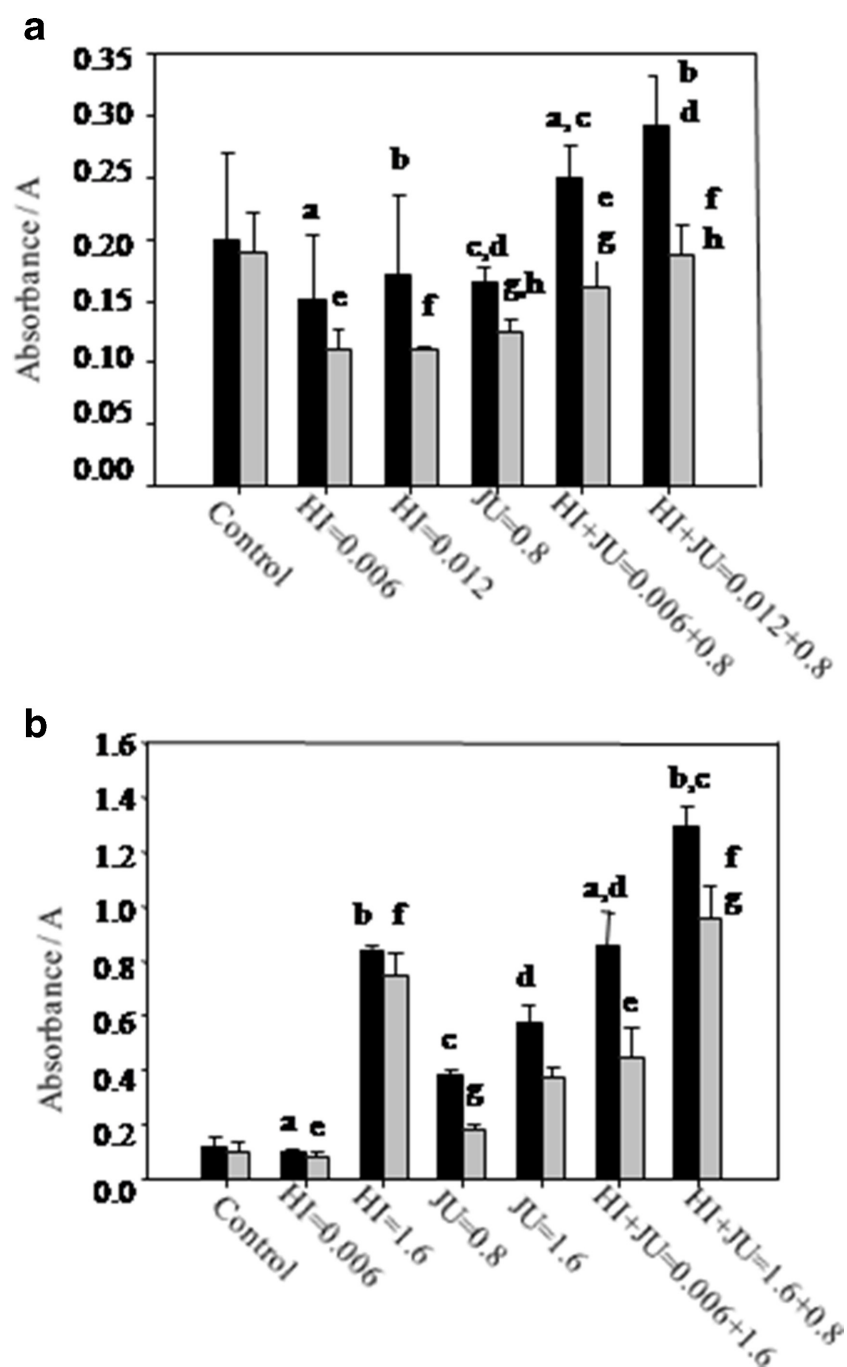 a
0.35
0.30
0.25
0.20
0.15
0.10
0.05
0.00
Absorbance / A
a
e
b
f
c,d
g,h
a,c
e
g
b
d
f
h
Control
HI=0.006
HI=0.012
JU=0.8
HI+JU=0.006+0.8
HI+JU=0.012+0.8
b
1.6
1.4
1.2
1.0
0.8
0.6
0.4
0.2
0.0
Absorbance / A
a
e
b
f
c
g
d
a,d
e
b,c
f
g
Control
HI=0.006
HI=1.6
JU=0.8
JU=1.6
HI+JU=0.006+1.6
HI+JU=1.6+0.8